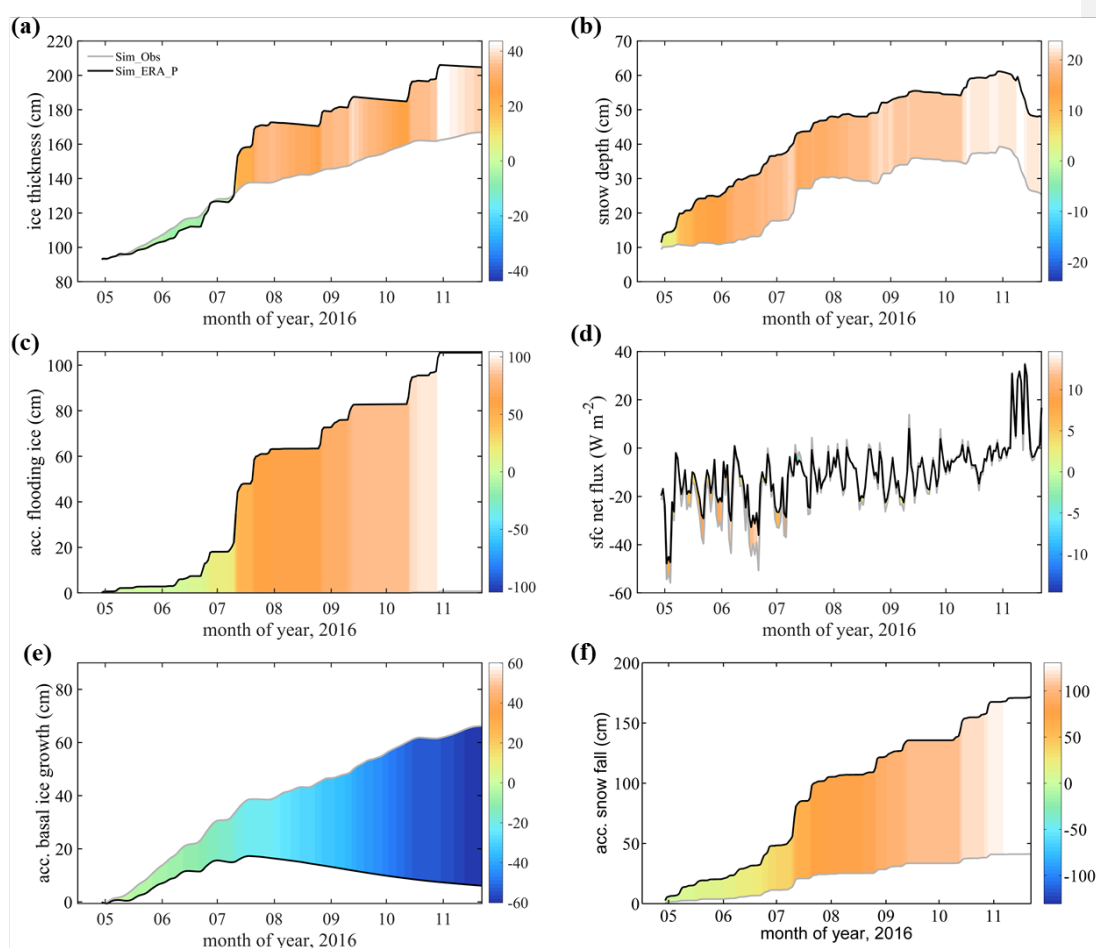 (a)
220
200
180
160
140
120
100
80
ice thickness (cm)
Sim_Obs
Sim_ERA_P
05 06 07 08 09 10 11
month of year, 2016
40
20
0
-20
-40
(b)
70
60
50
40
30
20
10
0
snow depth (cm)
05 06 07 08 09 10 11
month of year, 2016
20
10
0
-10
-20
(c)
100
80
60
40
20
0
acc. flooding ice (cm)
05 06 07 08 09 10 11
month of year, 2016
100
50
0
-50
-100
(d)
40
20
0
-20
-40
-60
sfc net flux (W m-2)
05 06 07 08 09 10 11
month of year, 2016
10
5
0
-5
-10
(e)
80
60
40
20
0
acc. basal ice growth (cm)
05 06 07 08 09 10 11
month of year, 2016
60
40
20
0
-20
-40
-60
(f)
200
150
100
50
0
acc. snow fall (cm)
05 06 07 08 09 10 11
month of year, 2016
100
50
0
-50
-100